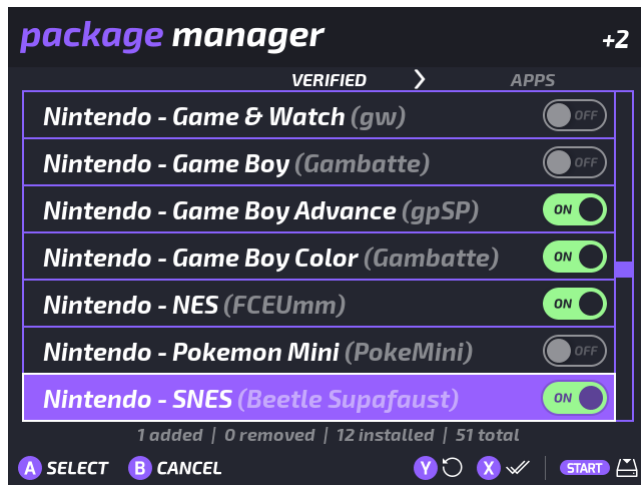 package manager +2
VERIFIED APPS
Nintendo - Game & Watch (gw) OFF
Nintendo - Game Boy (Gambatte) OFF
Nintendo - Game Boy Advance (gpSP) ON
Nintendo - Game Boy Color (Gambatte) ON
Nintendo - NES (FCEUmm) ON
Nintendo - Pokemon Mini (PokeMini) OFF
Nintendo - SNES (Beetle Supafaust) ON
1 added | 0 removed | 12 installed | 51 total
A SELECT B CANCEL Y X | START